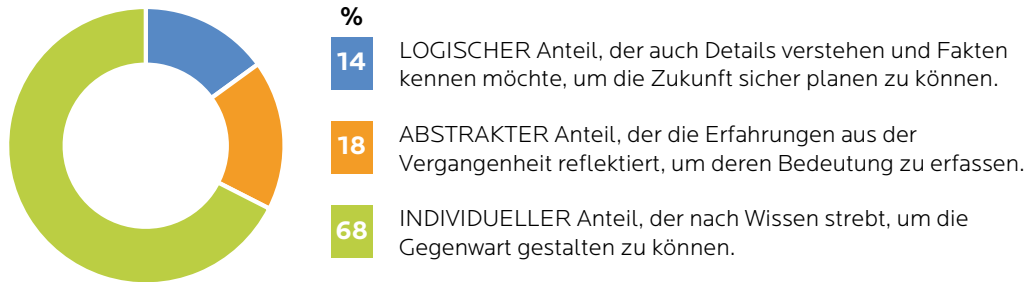 %
14
LOGISCHER Anteil, der auch Details verstehen und Fakten
kennen möchte, um die Zukunft sicher planen zu können.
18
ABSTRAKTER Anteil, der die Erfahrungen aus der
Vergangenheit reflektiert, um deren Bedeutung zu erfassen.
68
INDIVIDUELLER Anteil, der nach Wissen strebt, um die
Gegenwart gestalten zu können.